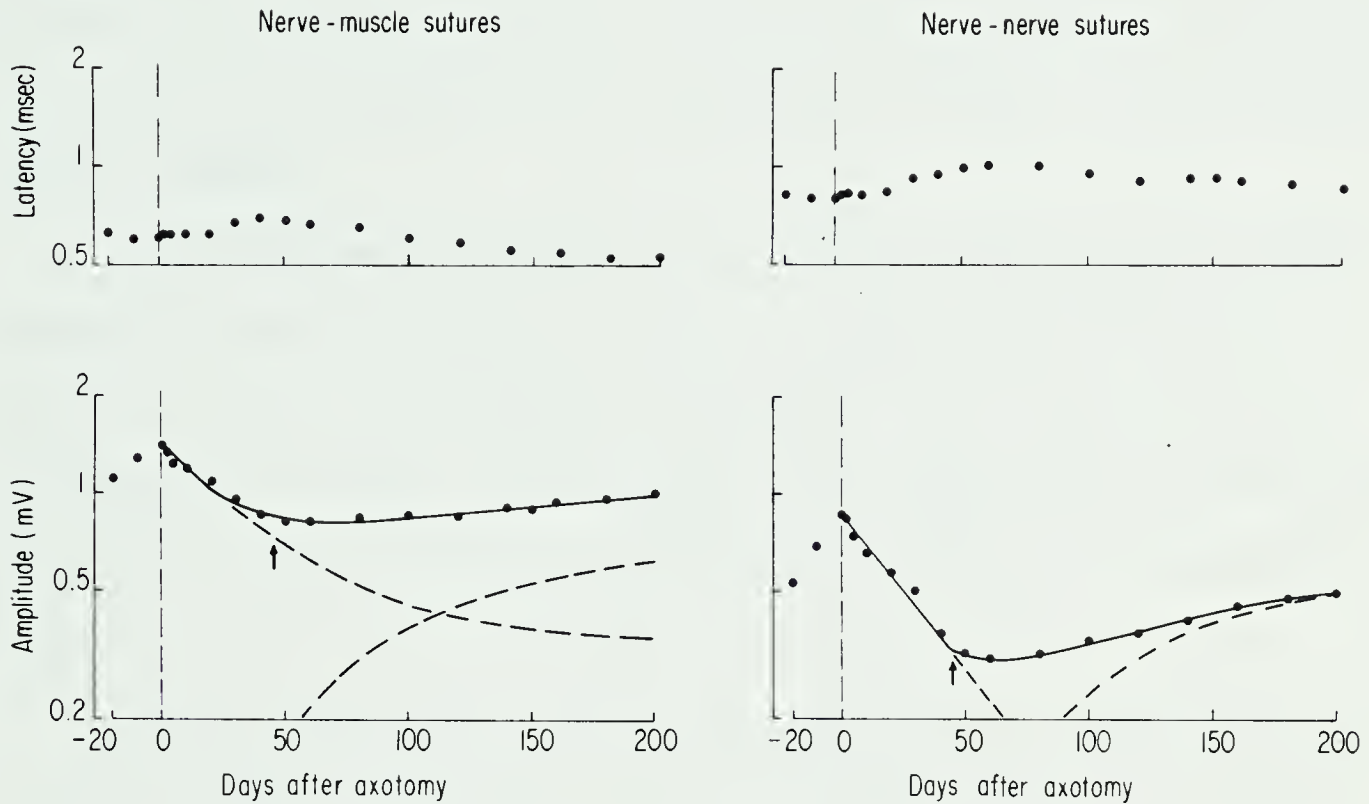 Nerve-muscle sutures
Nerve-nerve sutures
Latency (msec)
2
1
0.5
Amplitude (mV)
2
1
0.5
0.2
-20 0 50 100 150 200
-20 0 50 100 150 200
Days after axotomy
Days after axotomy